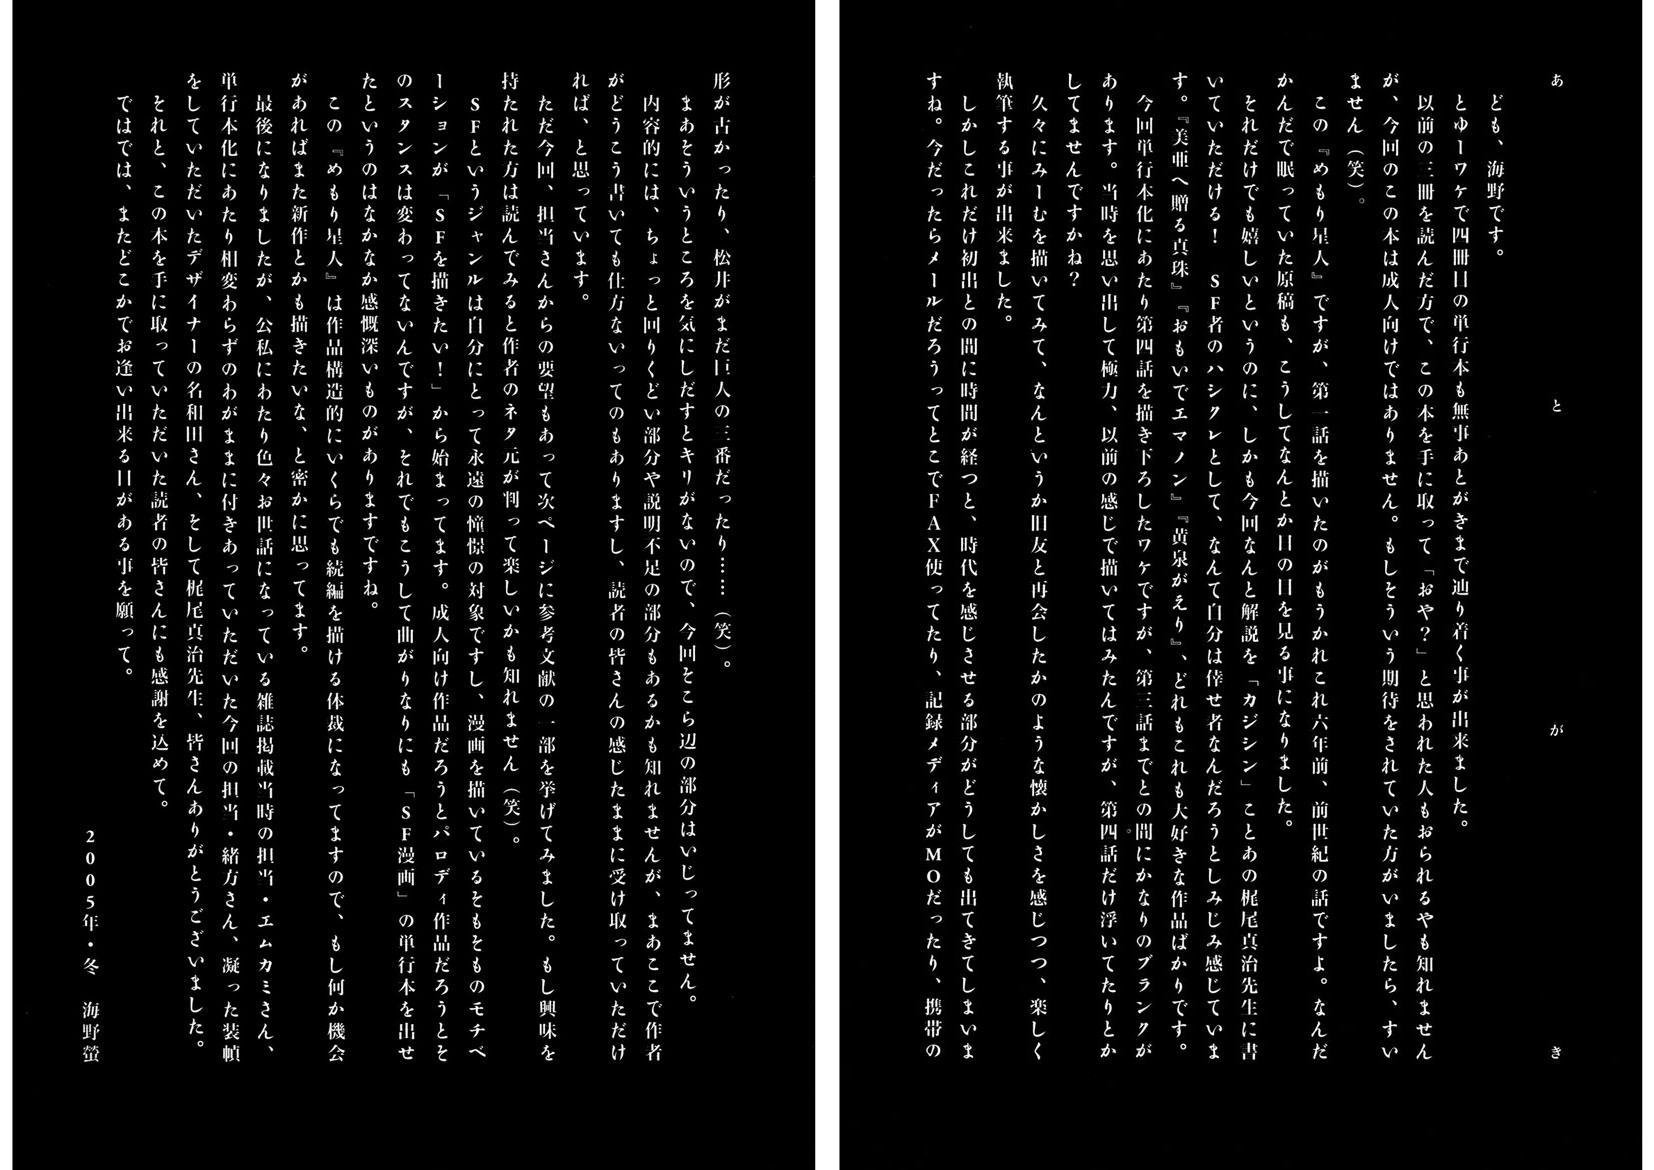 あとがき
ども、海野です。
とゆーワケで四冊目の単行本も無事あとがきまで辿り着く事が出来ました。
以前の三冊を読んだ方で、この本を手に取って「おや？」と思われた人もおられるやも知れません
が、今回のこの本は成人向けではありません。もしそういう期待をされていた方がいましたら、すい
ません（笑）。
この『めもり星人』ですが、第一話を描いたのがもうかれこれ六年前、前世紀の話ですよ。なんだ
かんだで眠っていた原稿も、こうしてなんとか日の目を見る事になりました。
それだけでも嬉しいというのに、しかも今回なんと解説を「カジシン」ことあの梶尾真治先生に書
いていただける！　ＳＦ者のハシクレとして、なんて自分は倖せ者なんだろうとしみじみ感じていま
す。『美亜へ贈る真珠』『おもいでエマノン』『黄泉がえり』、どれもこれも大好きな作品ばかりです。
今回単行本化にあたり第四話を描き下ろしたワケですが、第三話までとの間にかなりのブランクが
あります。当時を思い出して極力、以前の感じで描いてはみたんですが、第四話だけ浮いてたりとか
してませんですかね？
久々にみーむを描いてみて、なんというか旧友と再会したかのような懐かしさを感じつつ、楽しく
執筆する事が出来ました。
しかしこれだけ初出との間に時間が経つと、時代を感じさせる部分がどうしても出てきてしまいま
すね。今だったらメールだろうってとこでＦＡＸ使ってたり、記録メディアがＭＯだったり、携帯の
形が古かったり、松井がまだ巨人の三番だったり……（笑）。
まあそういうところを気にしだすとキリがないので、今回そこら辺の部分はいじってません。
内容的には、ちょっと回りくどい部分や説明不足の部分もあるかも知れませんが、まあここで作者
がどうこう書いても仕方ないってのもありますし、読者の皆さんの感じたままに受け取っていただけ
れば、と思っています。
ただ今回、担当さんからの要望もあって次ページに参考文献の一部を挙げてみました。もし興味を
持たれた方は読んでみると作者のネタ元が判って楽しいかも知れません（笑）。
ＳＦというジャンルは自分にとって永遠の憧憬の対象ですし、漫画を描いているそもそものモチベ
ーションが「ＳＦを描きたい！」から始まってます。成人向け作品だろうとパロディ作品だろうとそ
のスタンスは変わってないんですが、それでもこうして曲がりなりにも「ＳＦ漫画」の単行本を出せ
たというのはなかなか感慨深いものがありますですね。
この『めもり星人』は作品構造的にいくらでも続編を描ける体裁になってますので、もし何か機会
があればまた新作とかも描きたいな、と密かに思ってます。
最後になりましたが、公私にわたり色々お世話になっている雑誌掲載当時の担当・エムカミさん、
単行本化にあたり相変わらずのわがままに付きあっていただいた今回の担当・緒方さん、凝った装幀
をしていただいたデザイナーの名和田さん、そして梶尾真治先生、皆さんありがとうございました。
それと、この本を手に取っていただいた読者の皆さんにも感謝を込めて。
ではでは、またどこかでお逢い出来る日がある事を願って。
２００５年・冬　海野螢